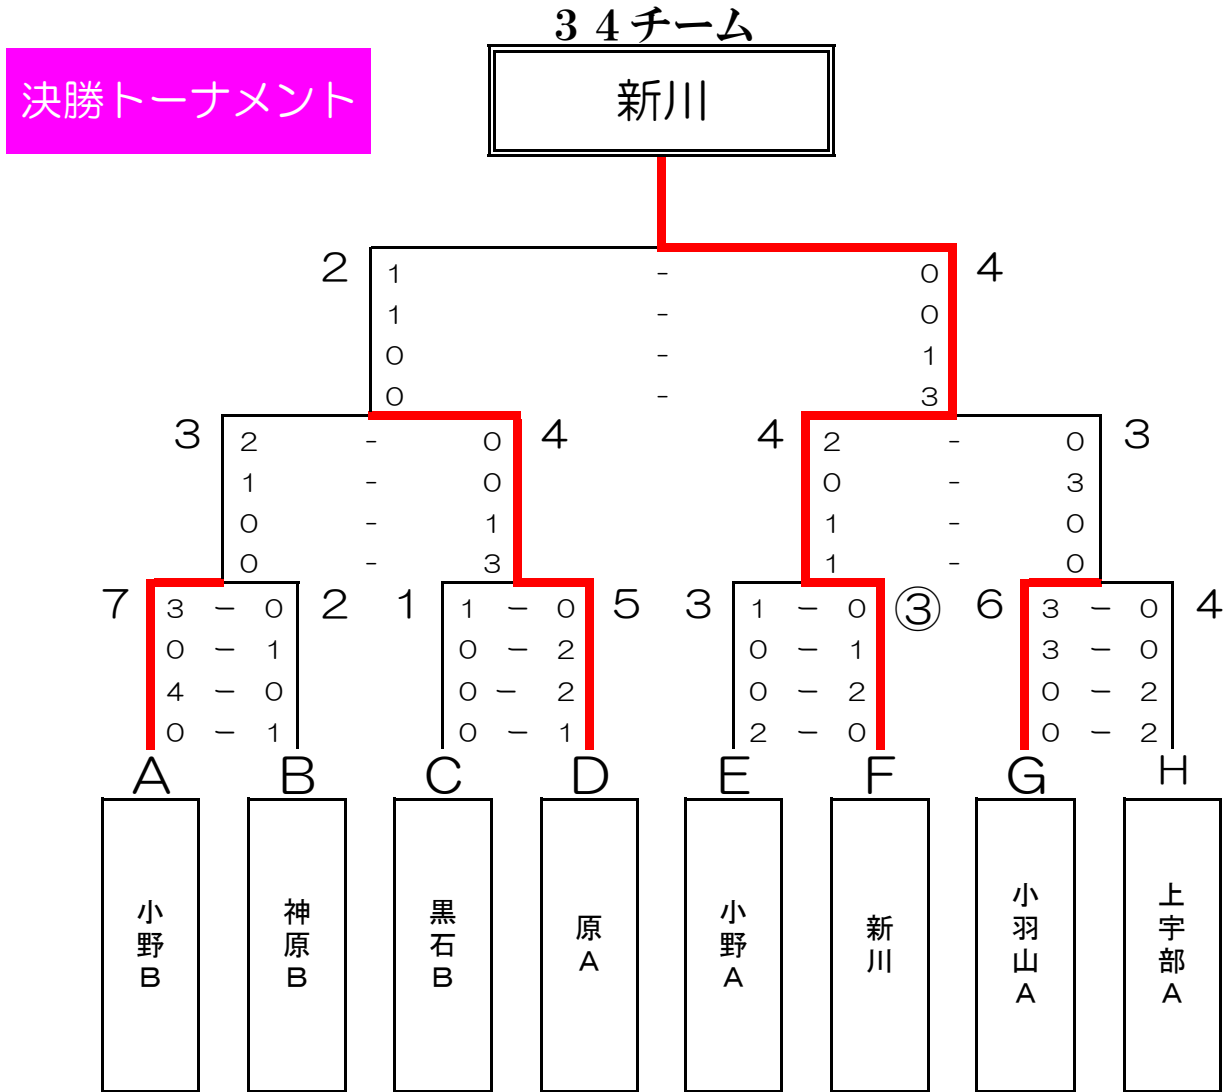 ３４チーム
決勝トーナメント
新川
2 1 - 0 4
1 - 0
0 - 1
0 - 3
3 2 - 0 4 4 2 - 0 3
1 - 0 0 - 3
0 - 1 1 - 0
0 - 3 1 - 0
7 3 － 0 2 1 1 － 0 5 3 1 － 0 ③ 6 3 － 0 4
0 － 1 0 － 2 0 － 1 3 － 0
4 － 0 0 － 2 0 － 2 0 － 2
0 － 1 0 － 1 2 － 0 0 － 2
A B C D E F G H
小野B
神原B
黒石B
原A
小野A
新川
小羽山A
上宇部A